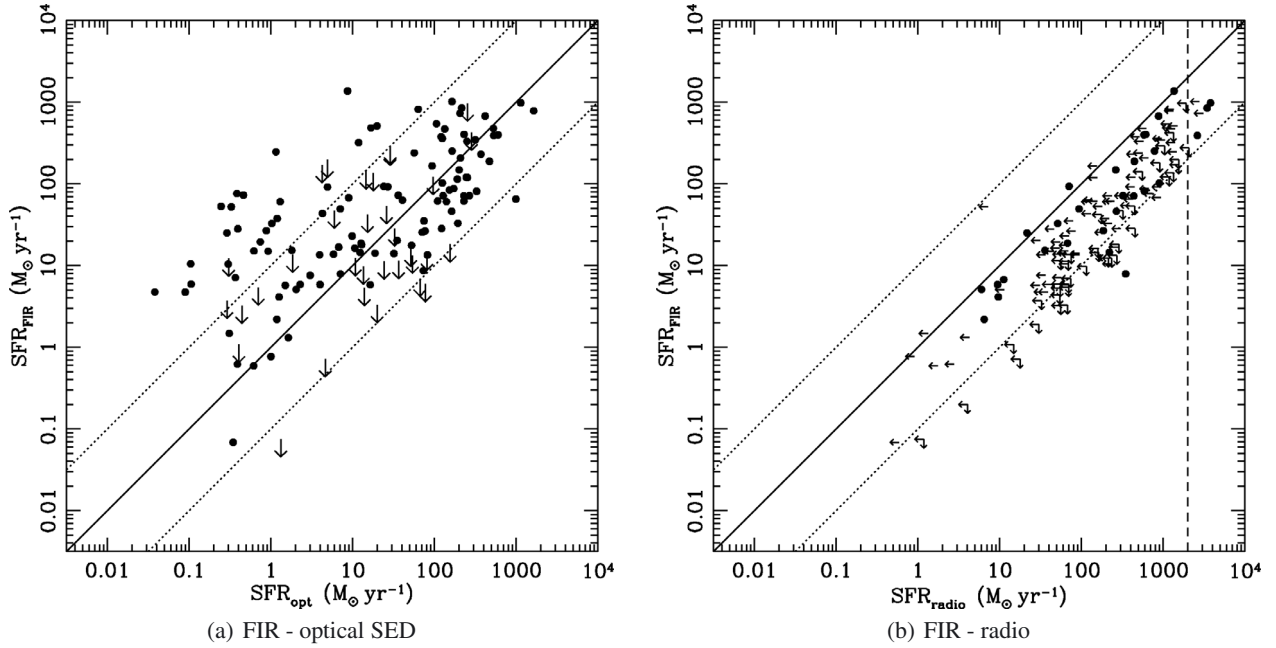 10⁴
1000
100
10
1
0.1
0.01
SFR_FIR (M⊙ yr⁻¹)
0.01 0.1 1 10 100 1000 10⁴
SFR_opt (M⊙ yr⁻¹)
(a) FIR - optical SED
10⁴
1000
100
10
1
0.1
0.01
SFR_FIR (M⊙ yr⁻¹)
0.01 0.1 1 10 100 1000 10⁴
SFR_radio (M⊙ yr⁻¹)
(b) FIR - radio